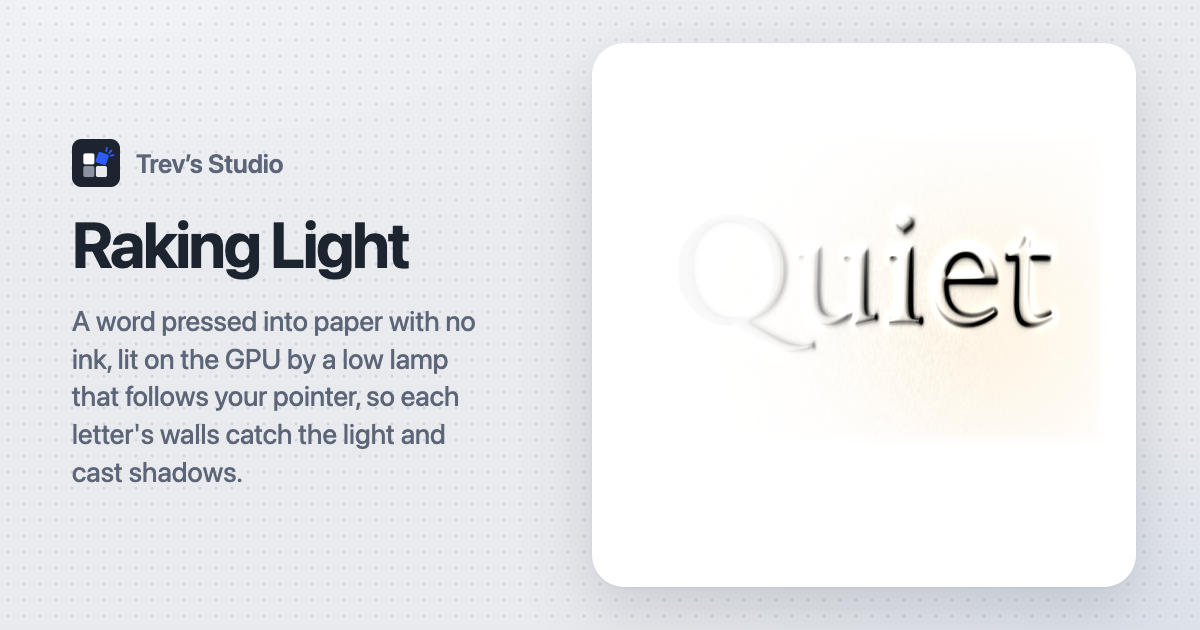 Trev’s Studio
Raking Light
A word pressed into paper with no
ink, lit on the GPU by a low lamp
that follows your pointer, so each
letter's walls catch the light and
cast shadows.
Quiet